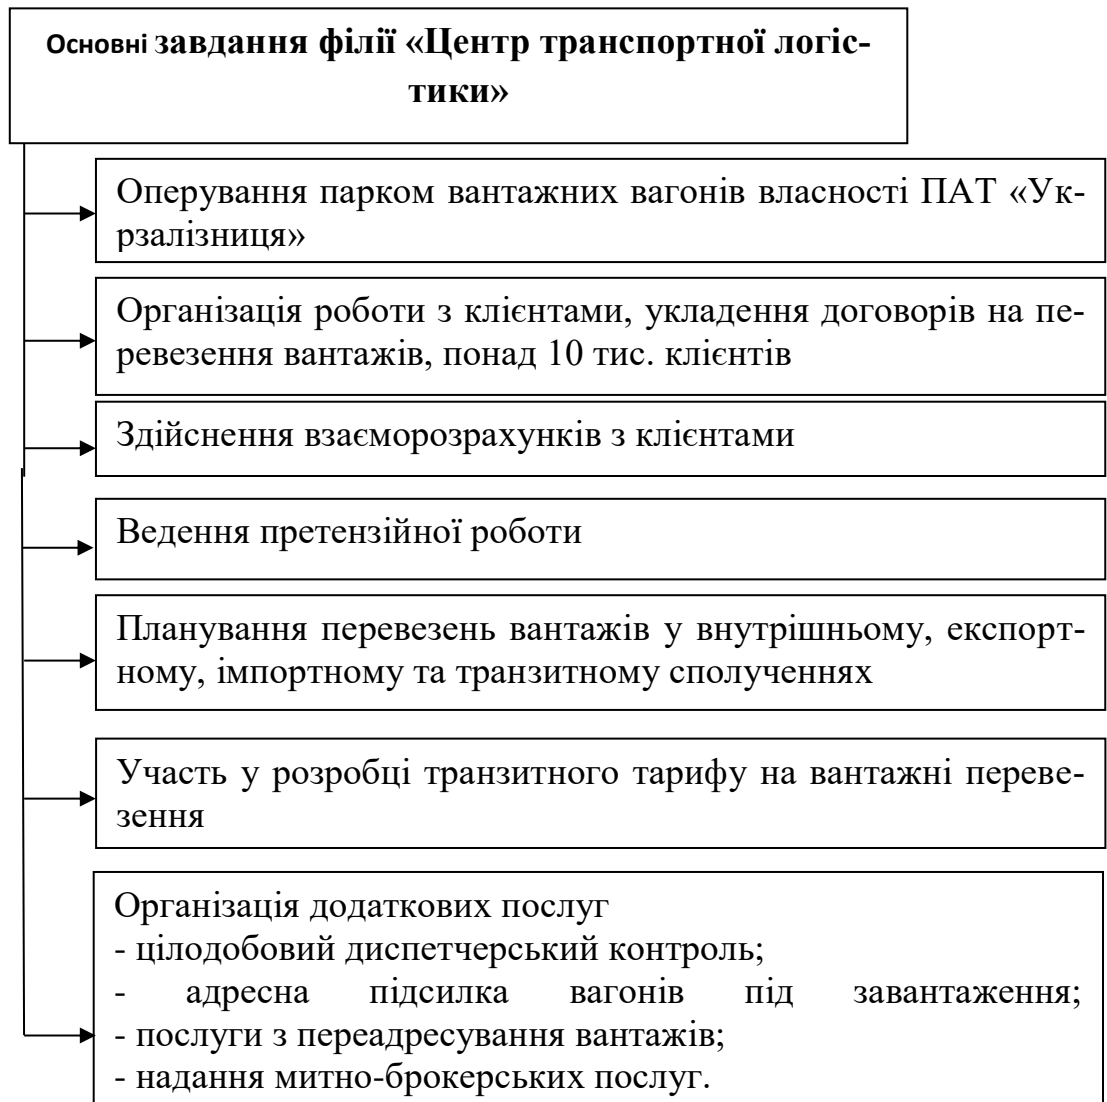 Основні завдання філії «Центр транспортної логіс-
тики»
Оперування парком вантажних вагонів власності ПАТ «Ук-
рзалізниця»
Організація роботи з клієнтами, укладення договорів на пе-
ревезення вантажів, понад 10 тис. клієнтів
Здійснення взаєморозрахунків з клієнтами
Ведення претензійної роботи
Планування перевезень вантажів у внутрішньому, експорт-
ному, імпортному та транзитному сполученнях
Участь у розробці транзитного тарифу на вантажні переве-
зення
Організація додаткових послуг
- цілодобовий диспетчерський контроль;
- адресна підсилка вагонів під завантаження;
- послуги з переадресування вантажів;
- надання митно-брокерських послуг.